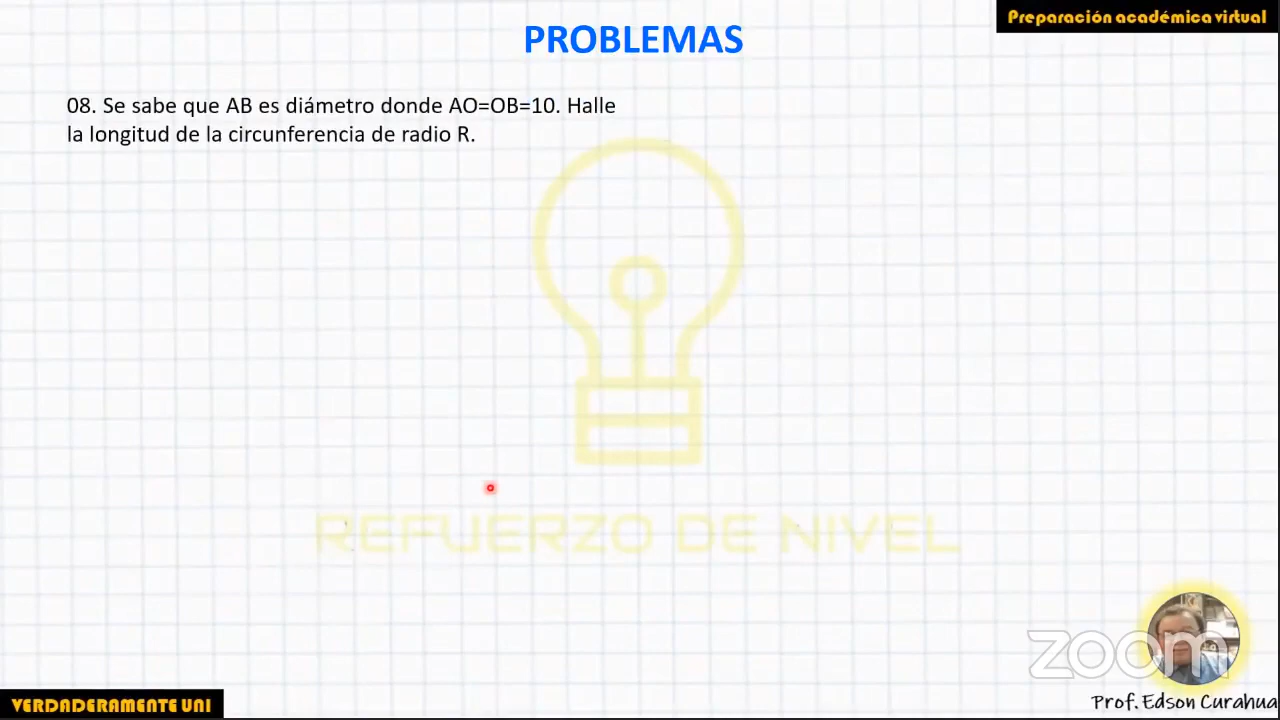 Preparación académica virtual
PROBLEMAS
08. Se sabe que AB es diámetro donde AO=OB=10. Halle
la longitud de la circunferencia de radio R.
REFUERZO DE NIVEL
zoom
VERDADERAMENTE UNI
Prof. Edson Curahua